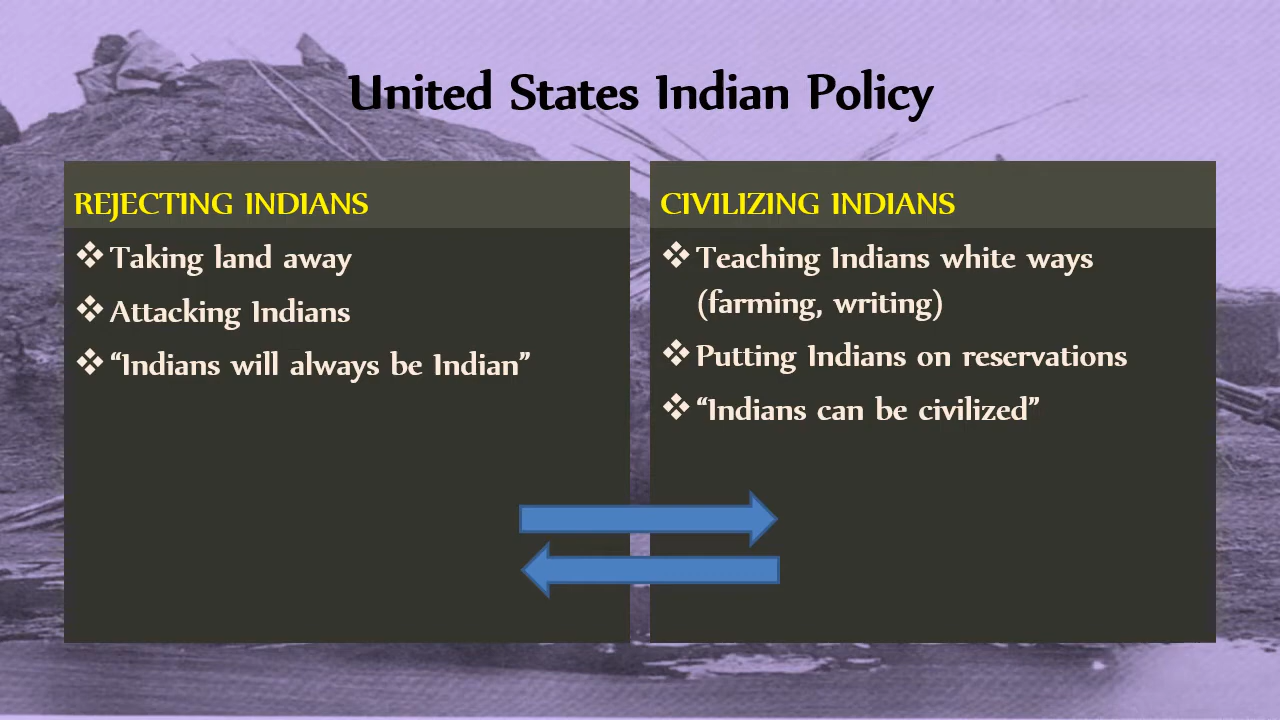 United States Indian Policy
REJECTING INDIANS
❖ Taking land away
❖ Attacking Indians
❖ “Indians will always be Indian”
CIVILIZING INDIANS
❖ Teaching Indians white ways
(farming, writing)
❖ Putting Indians on reservations
❖ “Indians can be civilized”